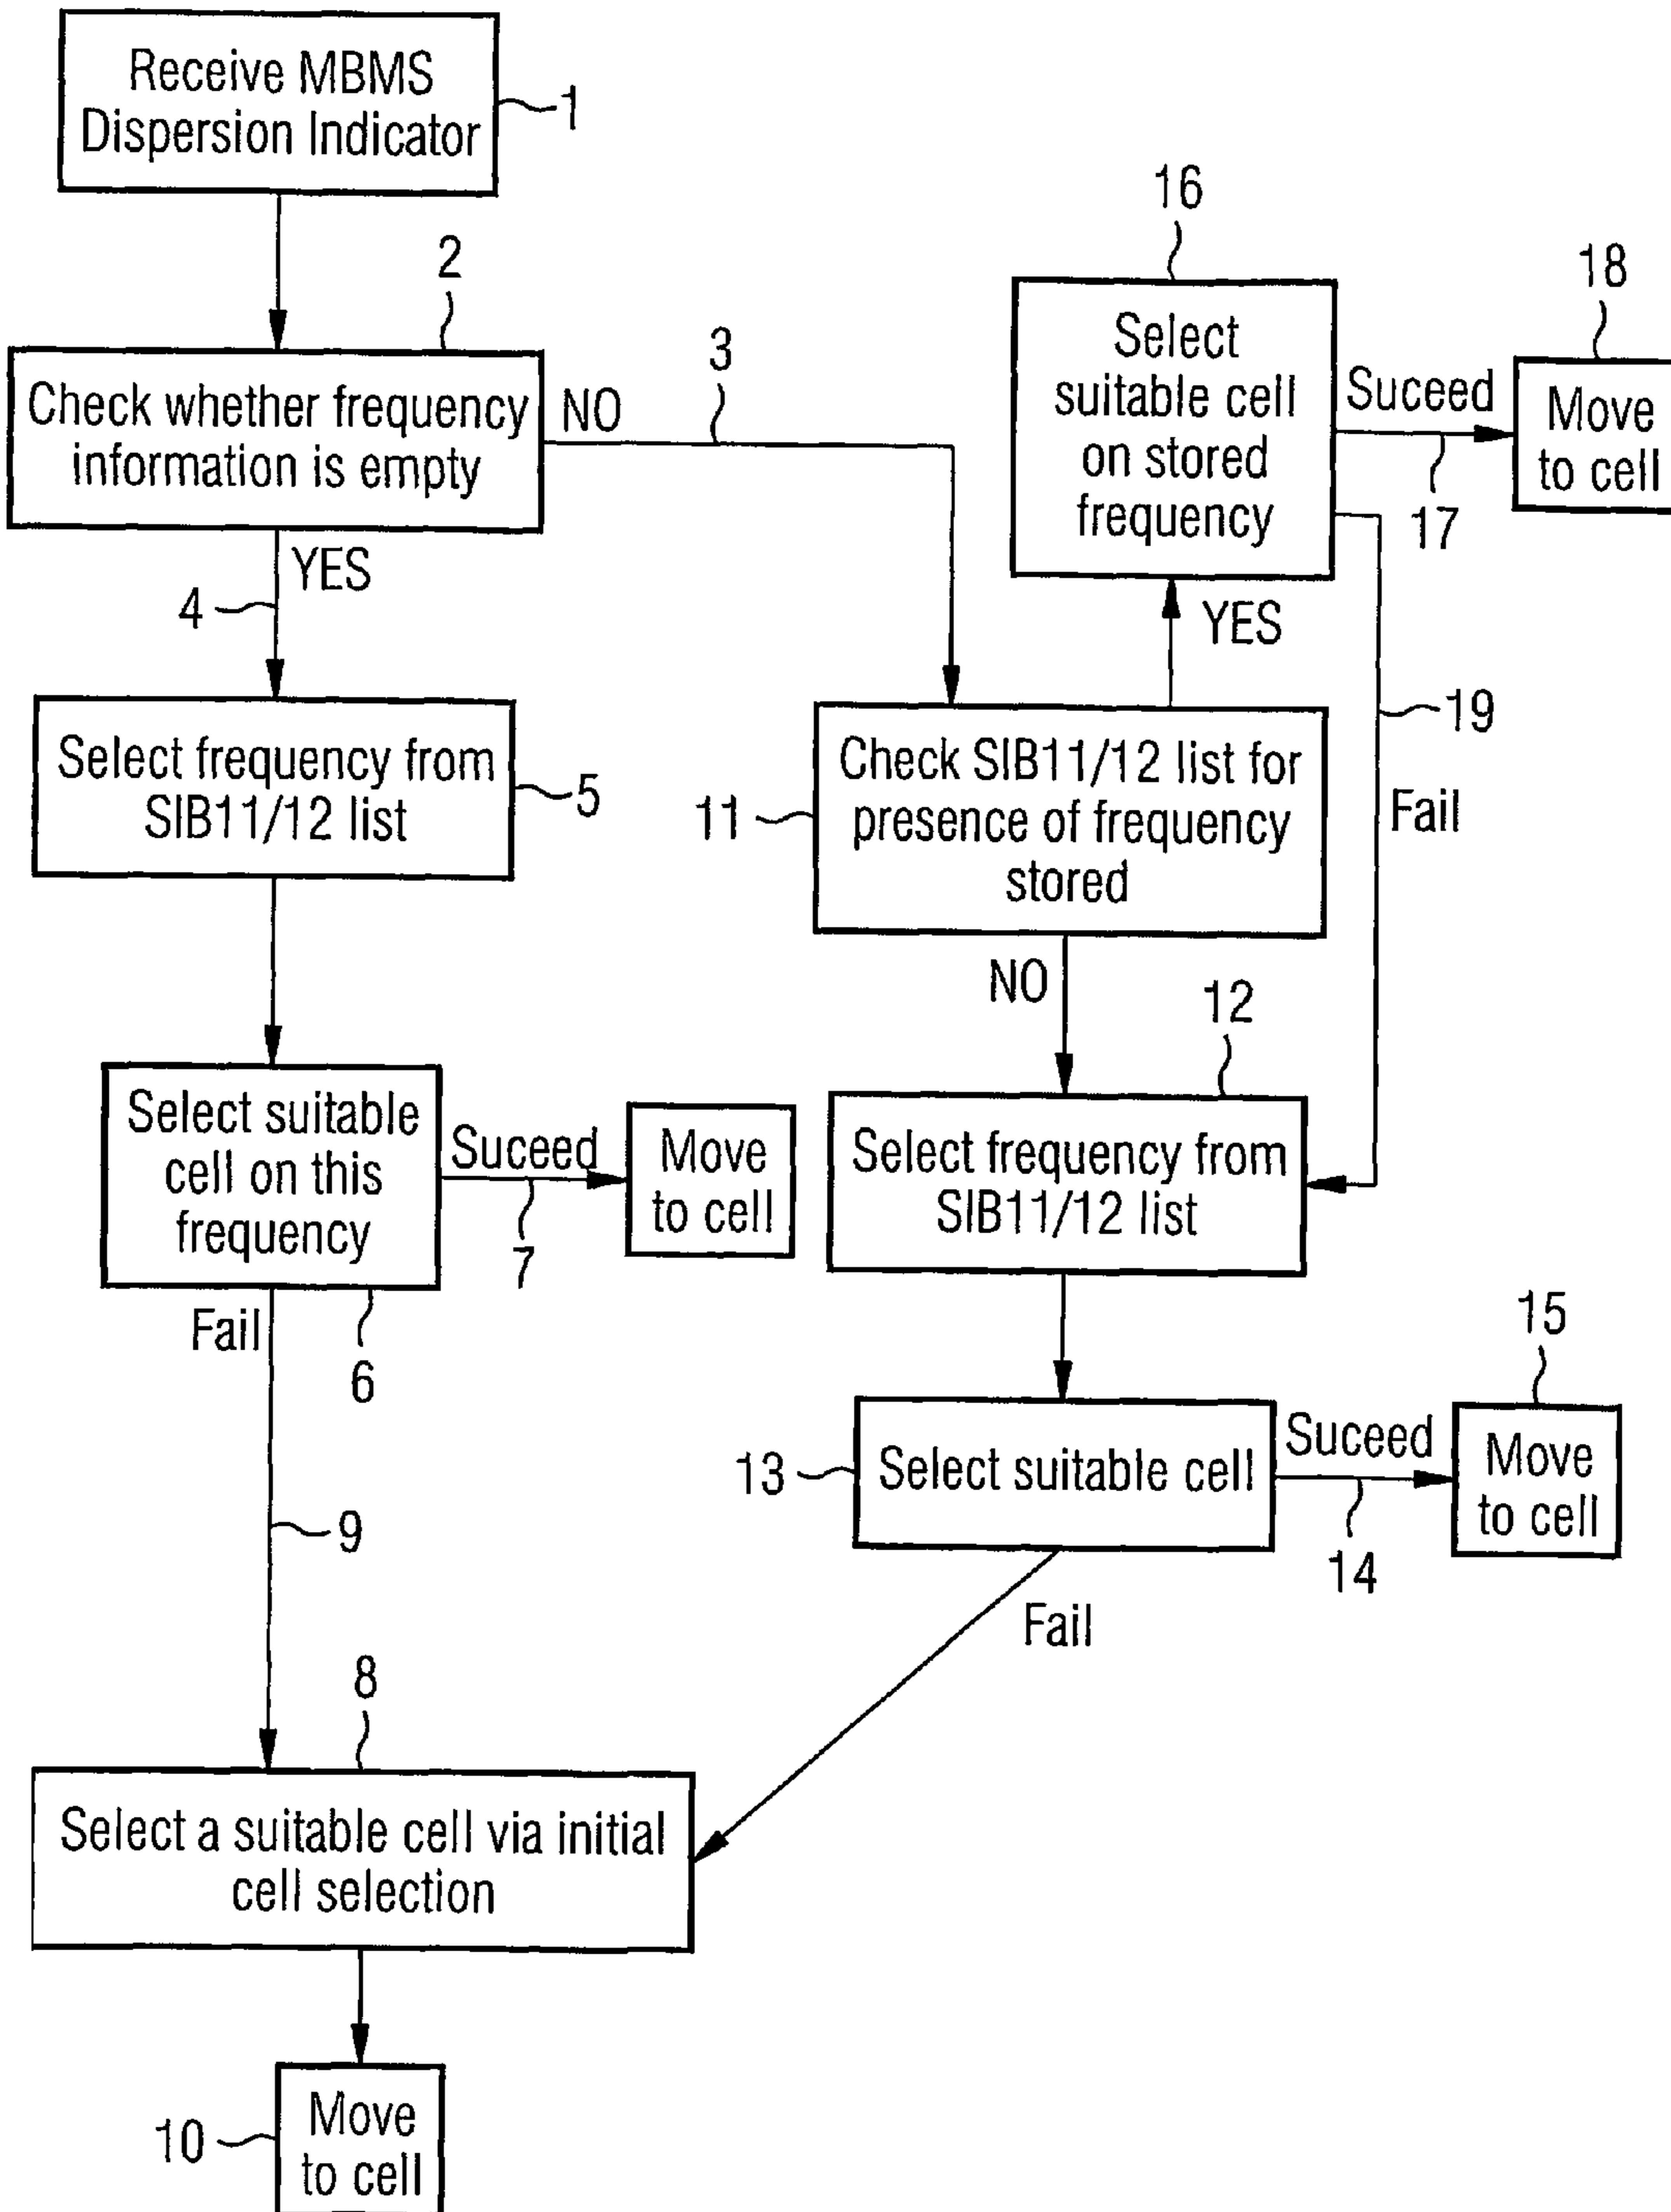 Receive MBMS
Dispersion Indicator
1
2
Check whether frequency
information is empty
NO
3
YES
4
Select frequency from
SIB11/12 list
5
Select suitable
cell on this
frequency
6
Suceed
7
Move
to cell
Fail
9
8
Select a suitable cell via initial
cell selection
10
Move
to cell
16
Select
suitable cell
on stored
frequency
Suceed
17
18
Move
to cell
YES
19
Fail
11
Check SIB11/12 list for
presence of frequency
stored
NO
12
Select frequency from
SIB11/12 list
13
Select suitable cell
Suceed
14
15
Move
to cell
Fail